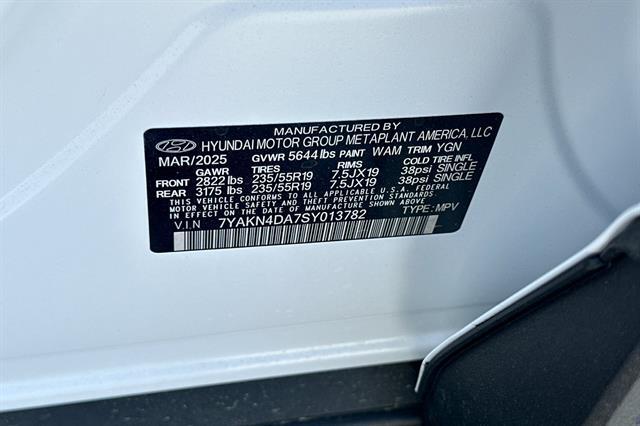 MANUFACTURED BY
HYUNDAI MOTOR GROUP METAPLANT AMERICA, LLC
MAR/2025 GVWR 5644 lbs PAINT WAM TRIM YGN
GAWR TIRES RIMS COLD TIRE INFL
FRONT 2822 lbs 235/55R19 7.5JX19 38psi SINGLE
REAR 3175 lbs 235/55R19 7.5JX19 38psi SINGLE
THIS VEHICLE CONFORMS TO ALL APPLICABLE U.S.A. FEDERAL
MOTOR VEHICLE SAFETY AND THEFT PREVENTION STANDARDS
IN EFFECT ON THE DATE OF MANUFACTURE SHOWN ABOVE.
V.I.N 7YAKN4DA7SY013782 TYPE: MPV